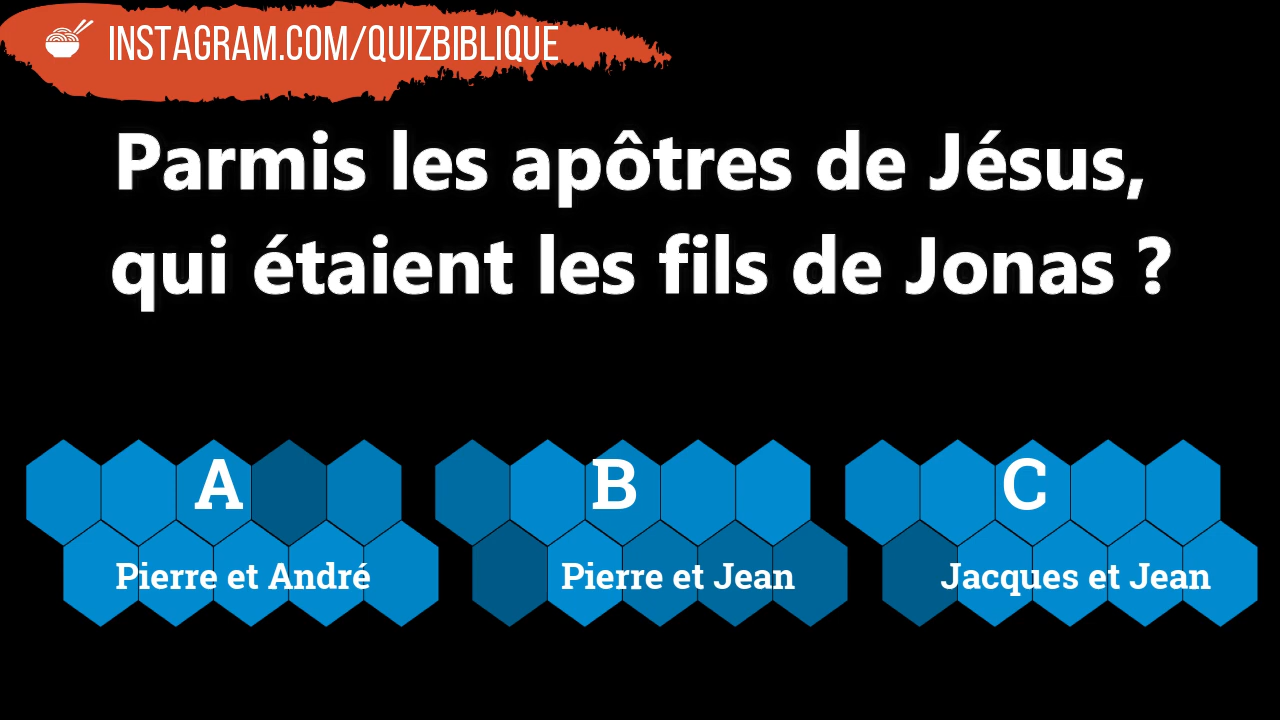 INSTAGRAM.COM/QUIZBIBLIQUE
Parmis les apôtres de Jésus,
qui étaient les fils de Jonas ?
A
Pierre et André
B
Pierre et Jean
C
Jacques et Jean